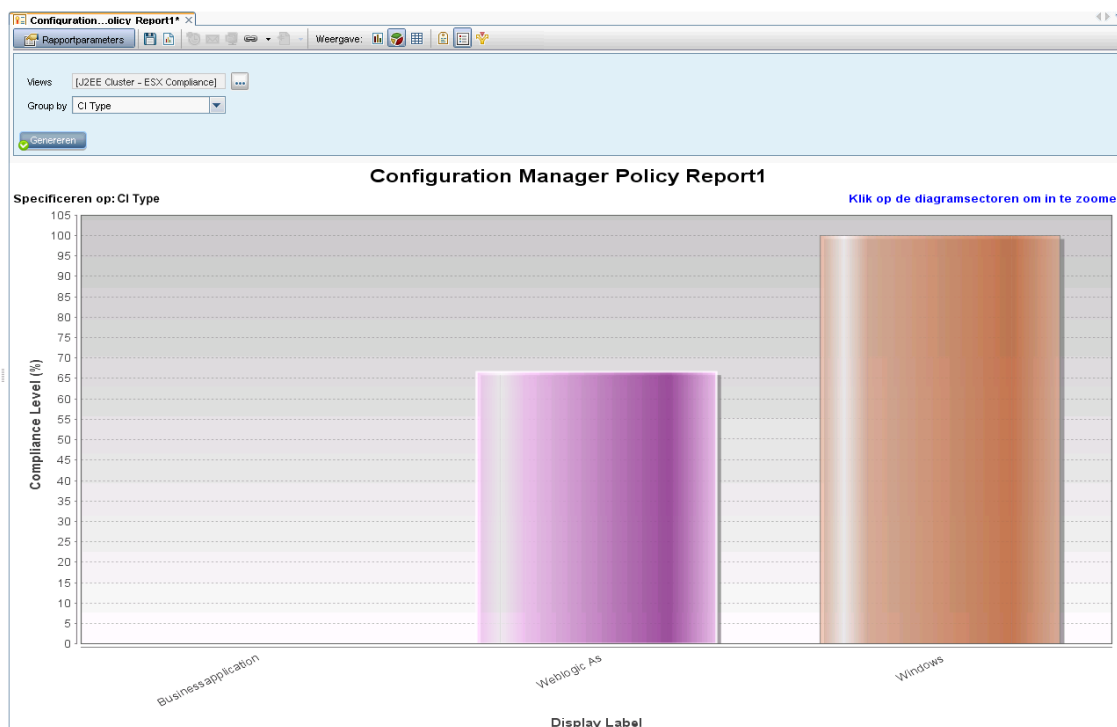 Configuration...olicy Report1*
Rapportparameters
Weergave:
Views [J2EE Cluster - ESX Compliance] ...
Group by CI Type
Genereren
Configuration Manager Policy Report1
Specificeren op: CI Type
Klik op de diagramsectoren om in te zoome
105
100
95
90
85
80
75
70
65
60
55
50
45
40
35
30
25
20
15
10
5
0
Compliance Level (%)
Businessapplication
Weblogic As
Windows
Display Label